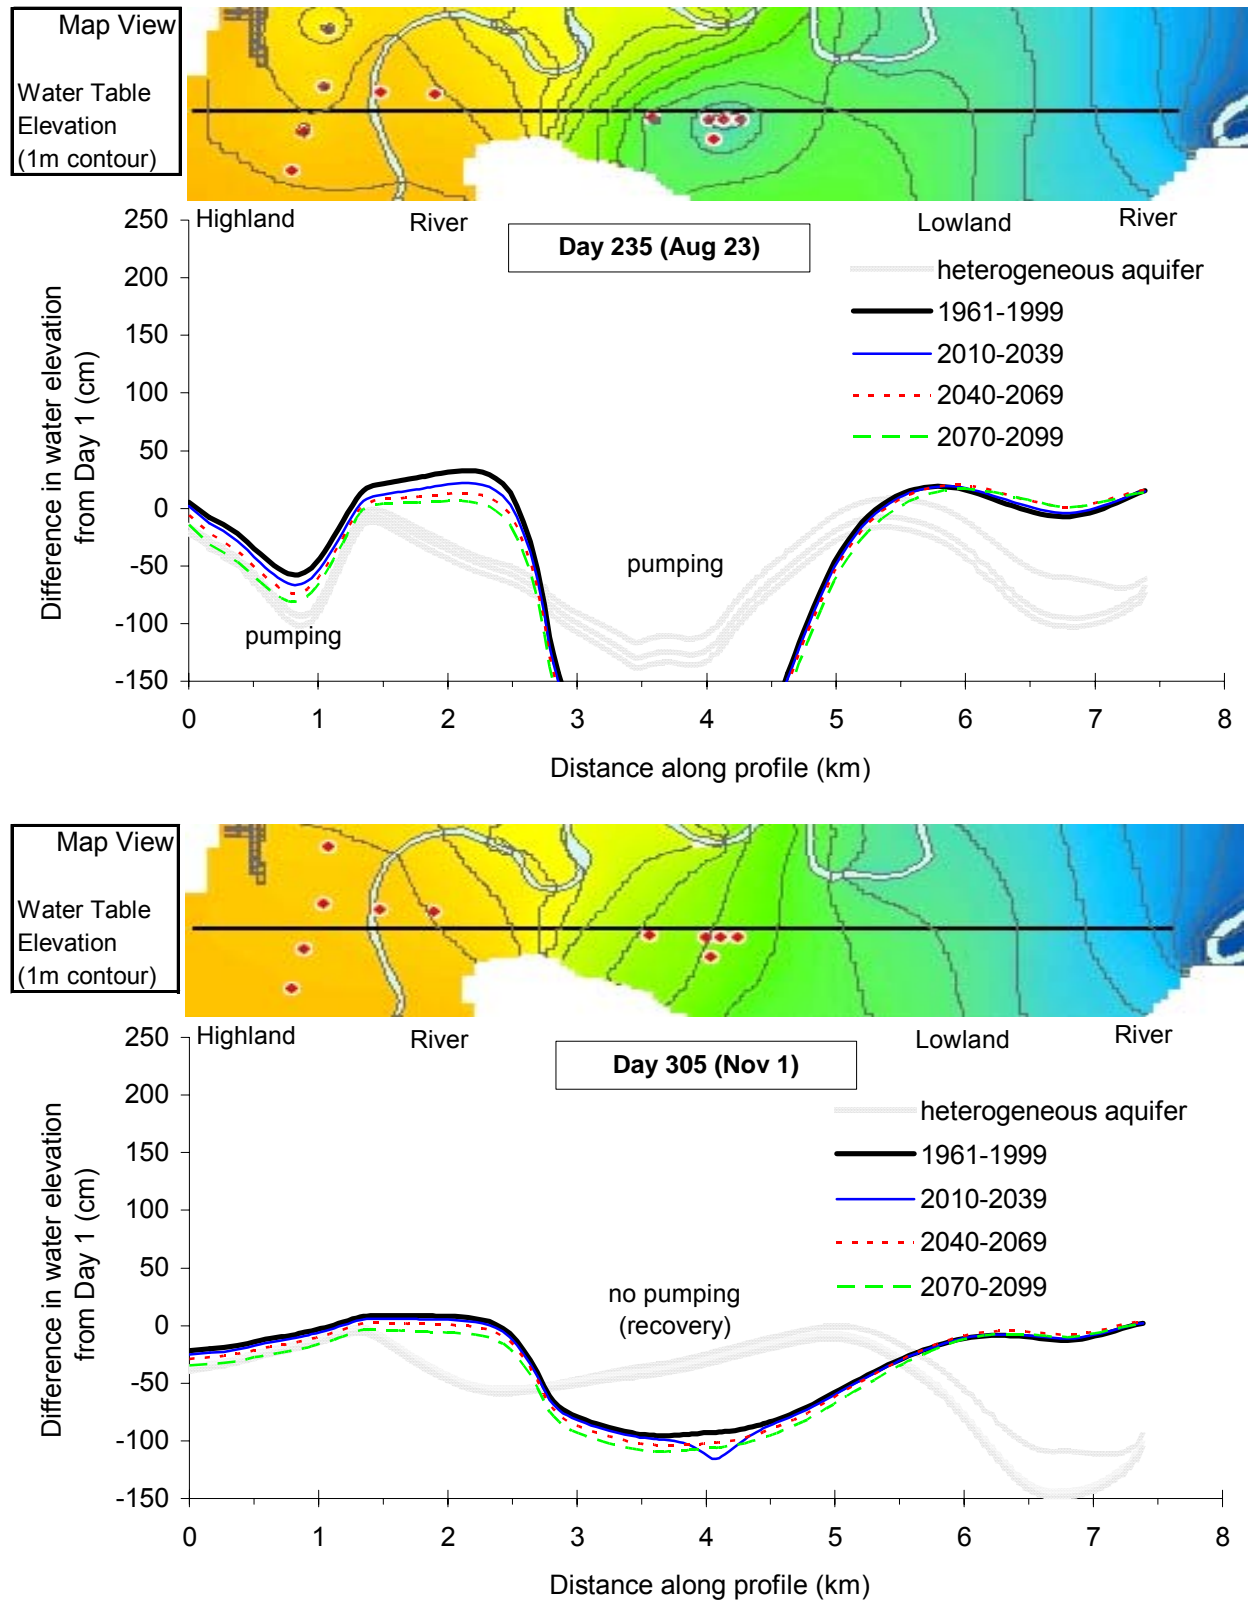 Map View
Water Table
Elevation
(1m contour)
Highland
River
Lowland
River
Day 235 (Aug 23)
heterogeneous aquifer
1961-1999
2010-2039
2040-2069
2070-2099
250
200
150
100
50
0
-50
-100
-150
Difference in water elevation
from Day 1 (cm)
pumping
pumping
0 1 2 3 4 5 6 7 8
Distance along profile (km)
Map View
Water Table
Elevation
(1m contour)
Highland
River
Lowland
River
Day 305 (Nov 1)
heterogeneous aquifer
1961-1999
2010-2039
2040-2069
2070-2099
250
200
150
100
50
0
-50
-100
-150
Difference in water elevation
from Day 1 (cm)
no pumping
(recovery)
0 1 2 3 4 5 6 7 8
Distance along profile (km)